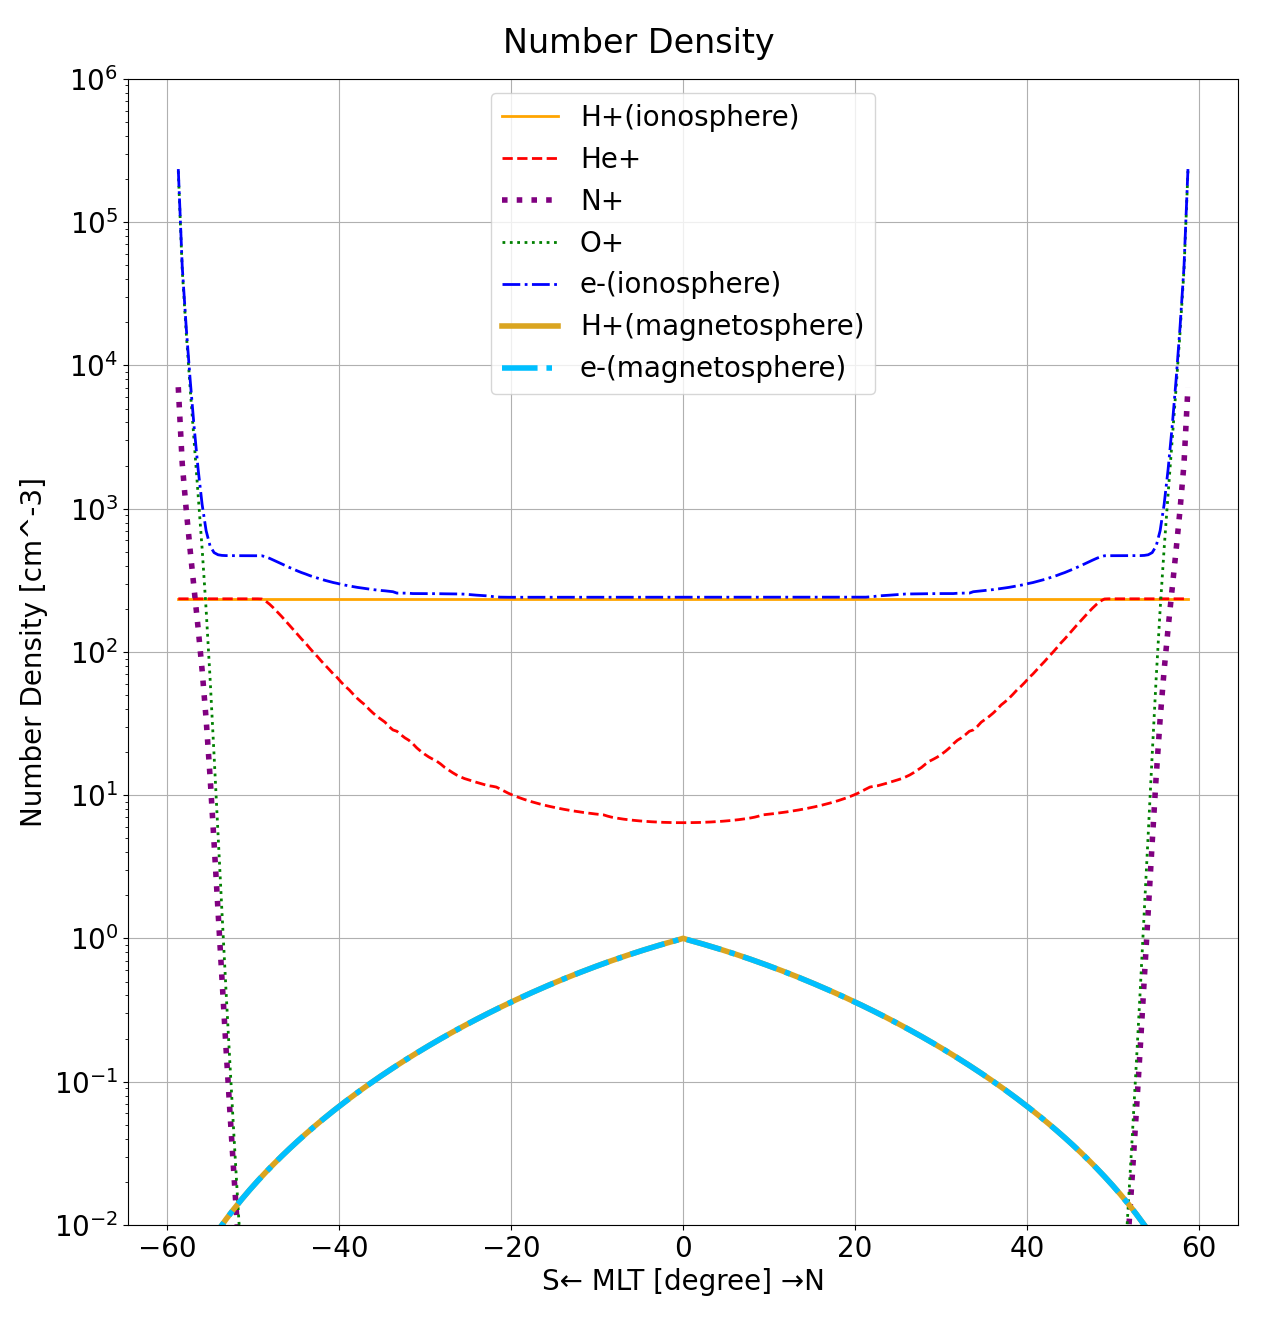 Number Density
10^6
10^5
10^4
10^3
10^2
10^1
10^0
10^−1
10^−2
Number Density [cm^-3]
H+(ionosphere)
He+
N+
O+
e-(ionosphere)
H+(magnetosphere)
e-(magnetosphere)
−60 −40 −20 0 20 40 60
S← MLT [degree] →N